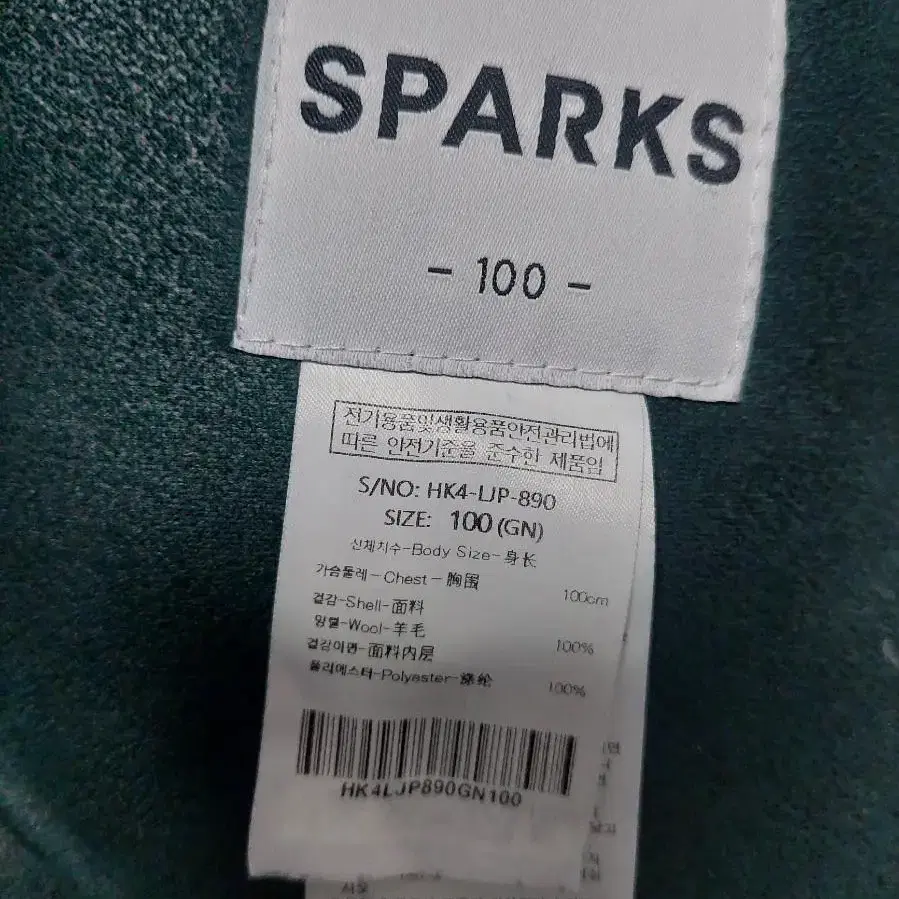 SPARKS
- 100 -
전기용품및생활용품안전관리법에
따른 안전기준을 준수한 제품임
S/NO: HK4-LJP-890
SIZE: 100 (GN)
신체치수-Body Size-身长
가슴둘레-Chest-胸围 100cm
겉감-Shell-面料
양털-Wool-羊毛 100%
겉감이면-面料内层
폴리에스터-Polyester-涤纶 100%
HK4LJP890GN100